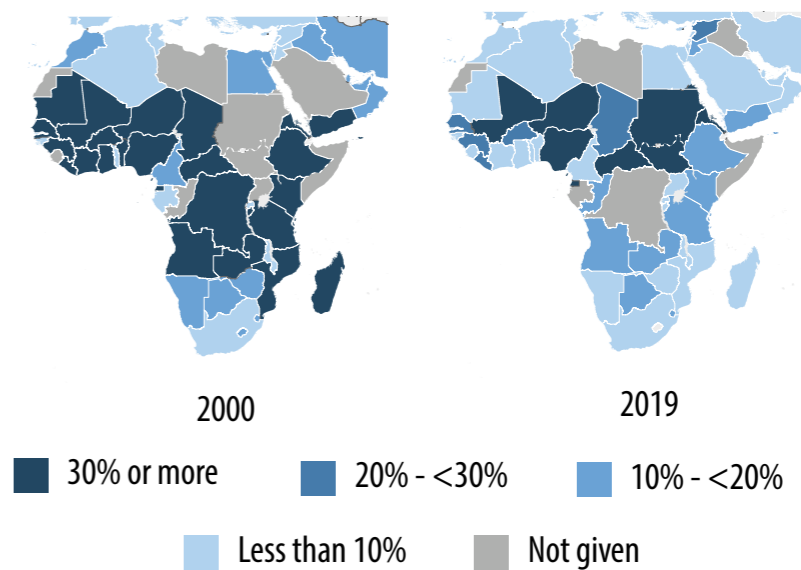 2000
2019
30% or more
20% - <30%
10% - <20%
Less than 10%
Not given